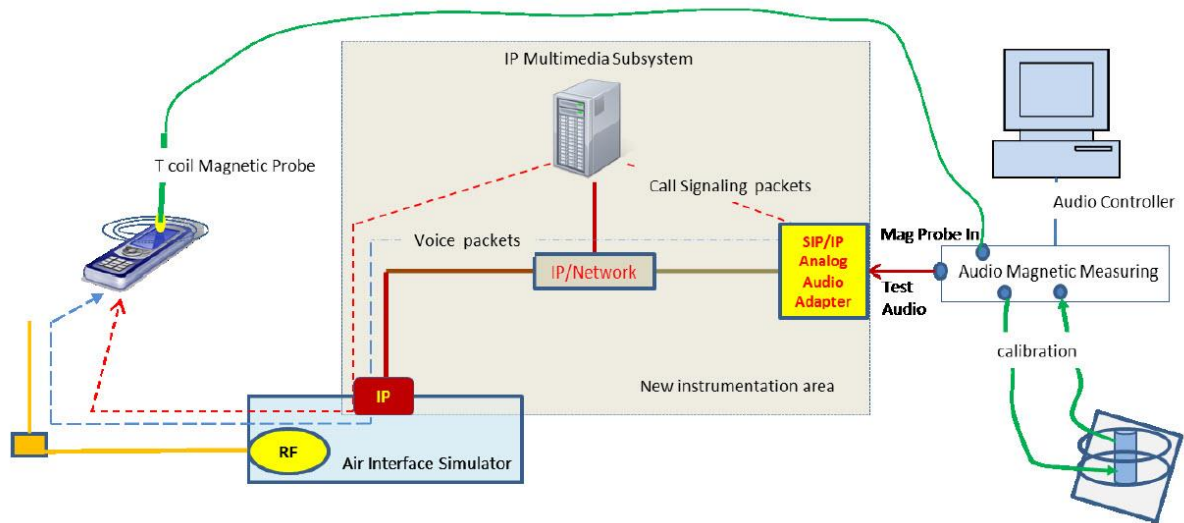 IP Multimedia Subsystem
T coil Magnetic Probe
Call Signaling packets
Audio Controller
Voice packets
Mag Probe In
SIP/IP
Analog
Audio
Adapter
IP/Network
Audio Magnetic Measuring
Test
Audio
calibration
New instrumentation area
IP
RF
Air Interface Simulator